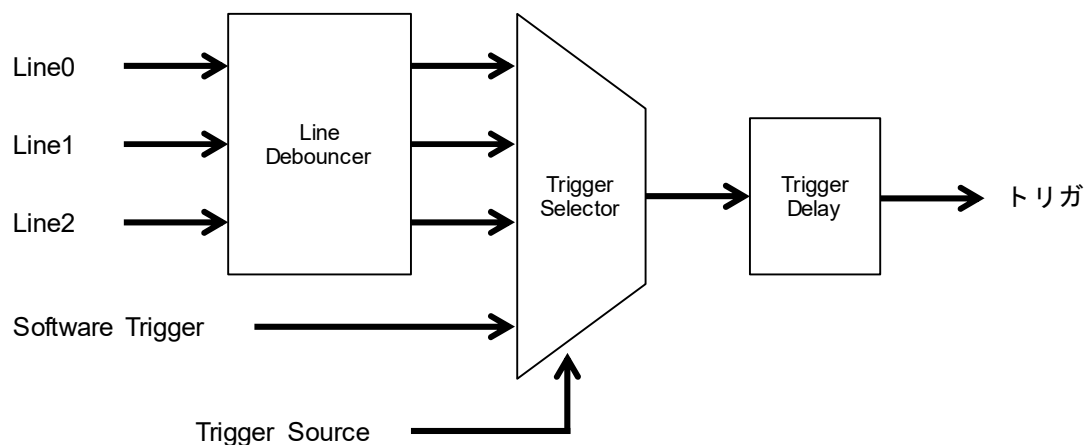 Line0
Line1
Line2
Line
Debouncer
Trigger
Selector
Trigger
Delay
トリガ
Software Trigger
Trigger Source